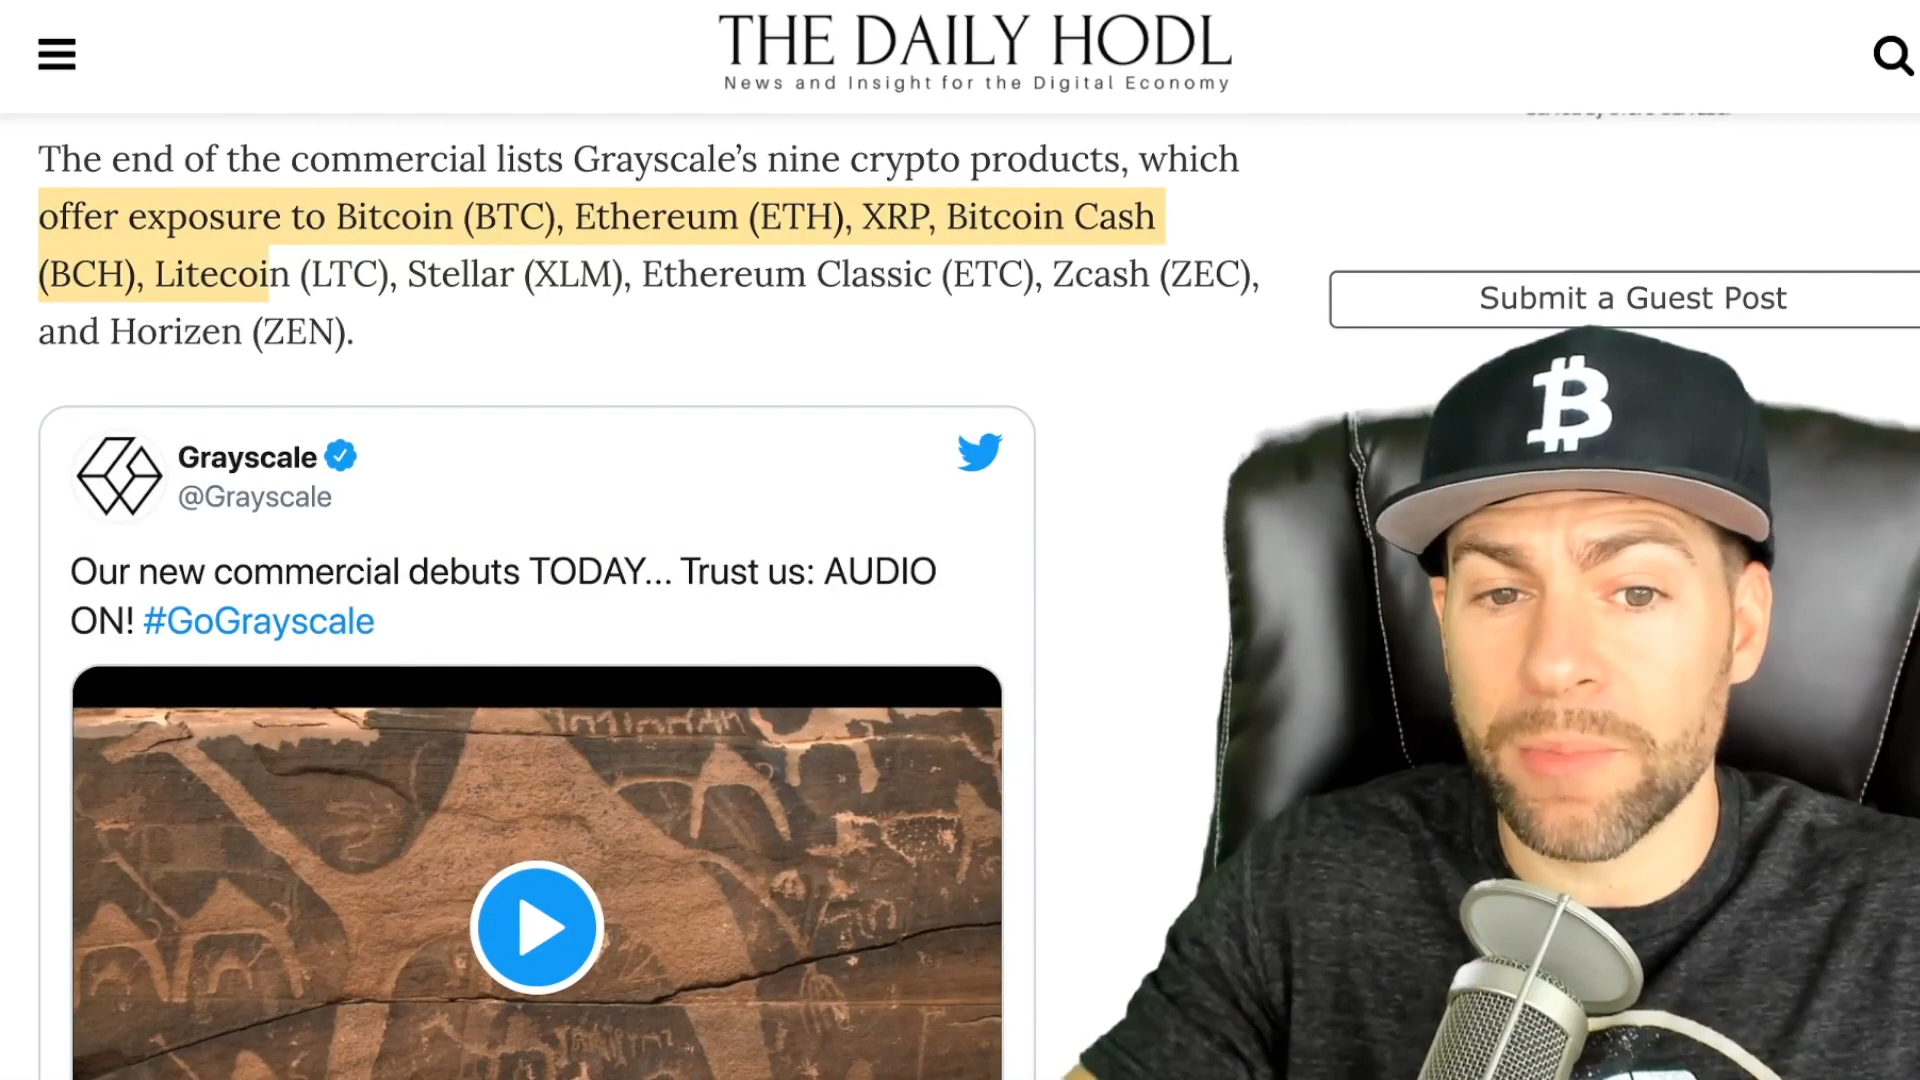 THE DAILY HODL
News and Insight for the Digital Economy
The end of the commercial lists Grayscale’s nine crypto products, which
offer exposure to Bitcoin (BTC), Ethereum (ETH), XRP, Bitcoin Cash
(BCH), Litecoin (LTC), Stellar (XLM), Ethereum Classic (ETC), Zcash (ZEC),
and Horizen (ZEN).
Submit a Guest Post
Grayscale
@Grayscale
Our new commercial debuts TODAY... Trust us: AUDIO
ON! #GoGrayscale